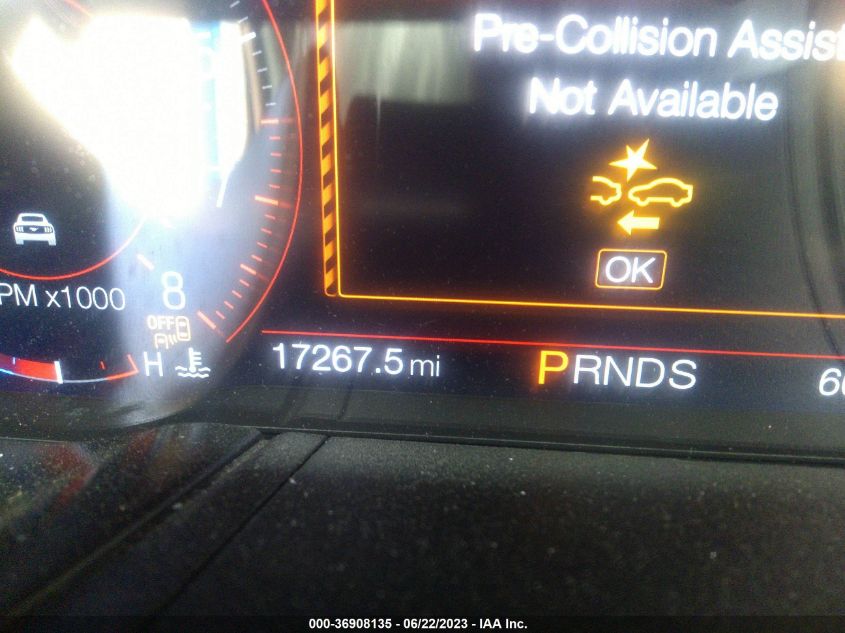 Pre-Collision Assist
Not Available
OK
PM x1000
8
OFF
H
17267.5 mi
PRNDS
000-36908135 - 06/22/2023 - IAA Inc.